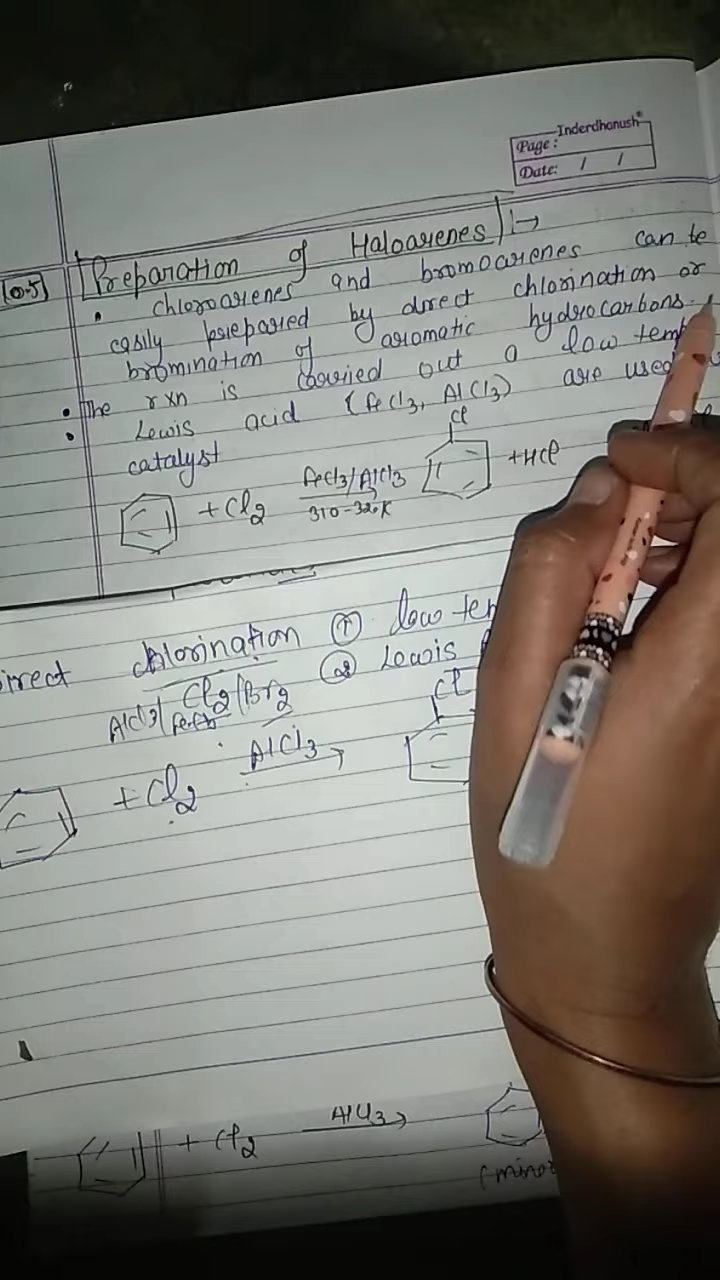 Inderdhanush®
Page:
Date: / /
Q.5 Preparation of Haloarenes :→
• chloroarenes and bromoarenes can be
easily prepared by direct chlorination or
bromination of aromatic hydrocarbons.
• The rxn is carried out a low temp
• Lewis acid (FeCl3, AlCl3) are used
catalyst
Cl
+ Cl2 FeCl3/AlCl3 + HCl
310-320K
irect chlorination ① low ter
Cl2/Br2 ② Lewis
AlCl3/
Cl
+ Cl2 AlCl3
+ Cl2 AlCl3
(mino